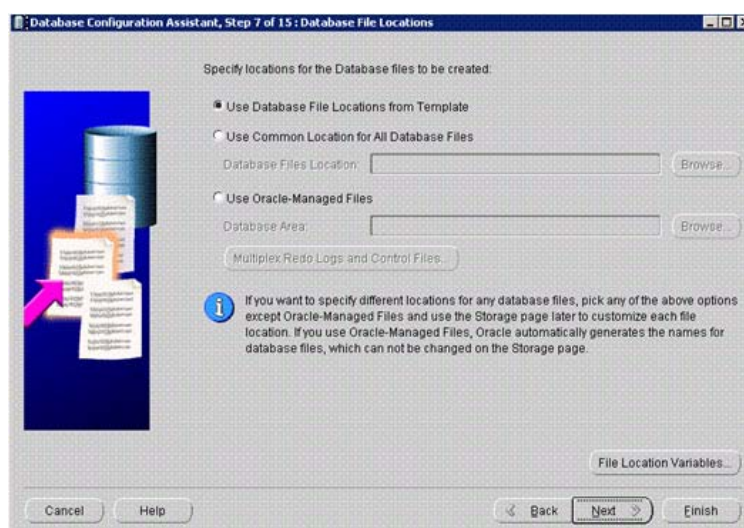 Database Configuration Assistant, Step 7 of 15 : Database File Locations
Specify locations for the Database files to be created:
Use Database File Locations from Template
Use Common Location for All Database Files
Database Files Location:
Browse...
Use Oracle-Managed Files
Database Area:
Browse...
Multiplex Redo Logs and Control Files...
If you want to specify different locations for any database files, pick any of the above options
except Oracle-Managed Files and use the Storage page later to customize each file
location. If you use Oracle-Managed Files, Oracle automatically generates the names for
database files, which can not be changed on the Storage page.
File Location Variables...
Cancel
Help
Back
Next
Finish